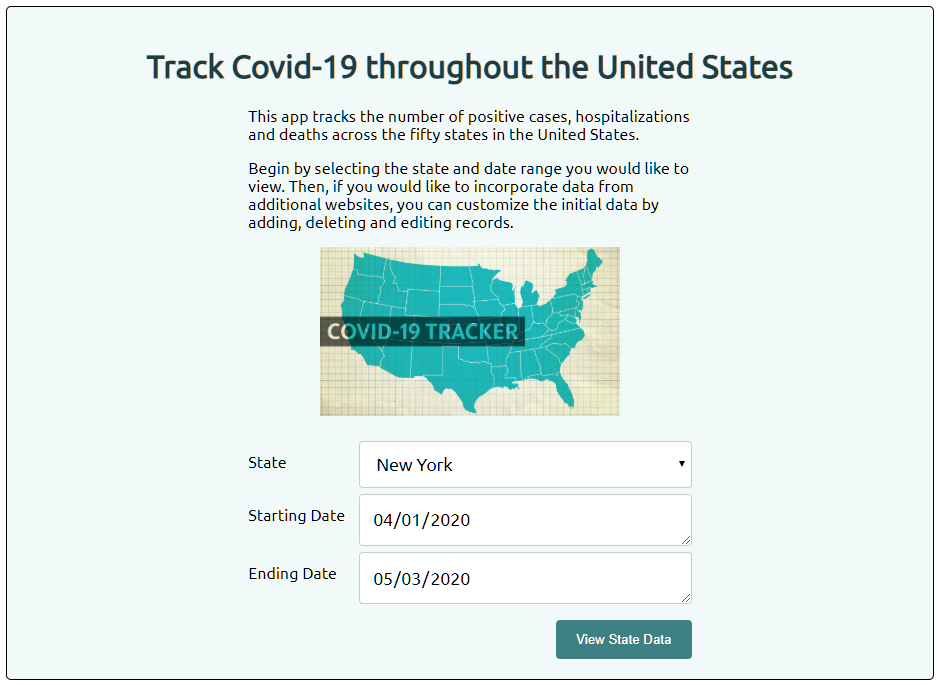 Track Covid-19 throughout the United States
This app tracks the number of positive cases, hospitalizations
and deaths across the fifty states in the United States.
Begin by selecting the state and date range you would like to
view. Then, if you would like to incorporate data from
additional websites, you can customize the initial data by
adding, deleting and editing records.
COVID-19 TRACKER
State
New York
Starting Date
04/01/2020
Ending Date
05/03/2020
View State Data